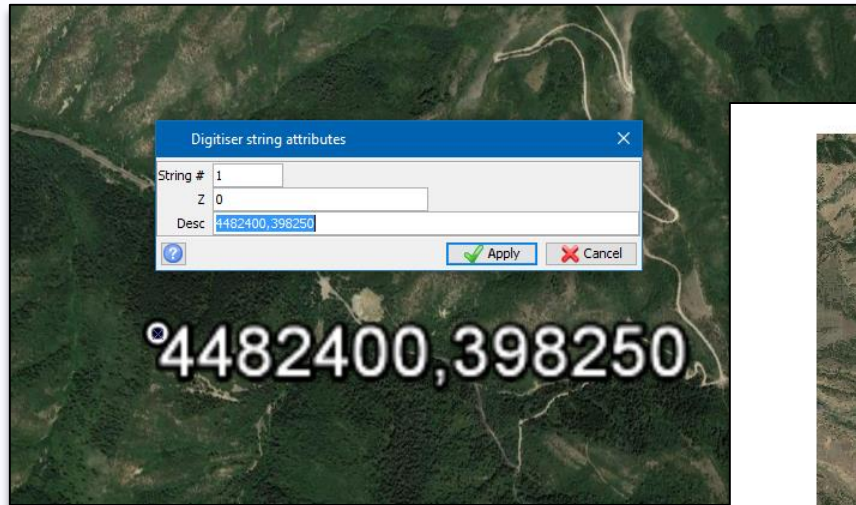 Digitiser string attributes
String # 1
Z 0
Desc 4482400,398250
Apply Cancel
4482400,398250